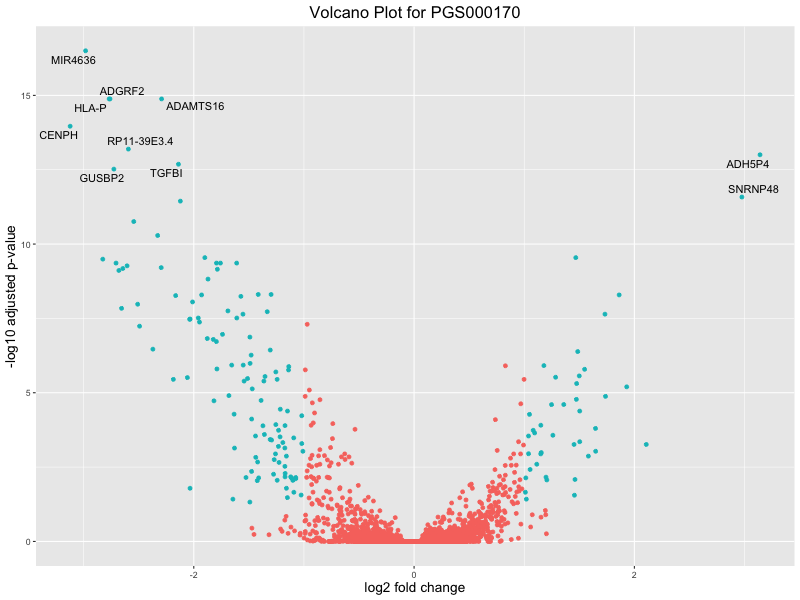 Volcano Plot for PGS000170
MIR4636
ADGRF2
HLA-P
ADAMTS16
CENPH
RP11-39E3.4
GUSBP2
TGFBI
ADH5P4
SNRNP48
15
10
5
0
-log10 adjusted p-value
-2
0
2
log2 fold change